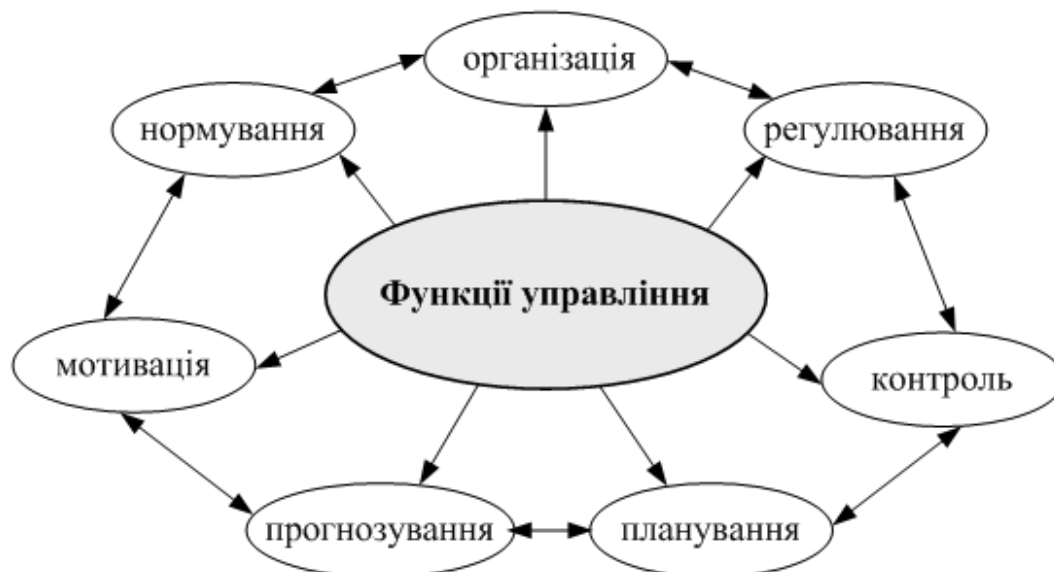 організація
нормування
регулювання
Функції управління
мотивація
контроль
прогнозування
планування